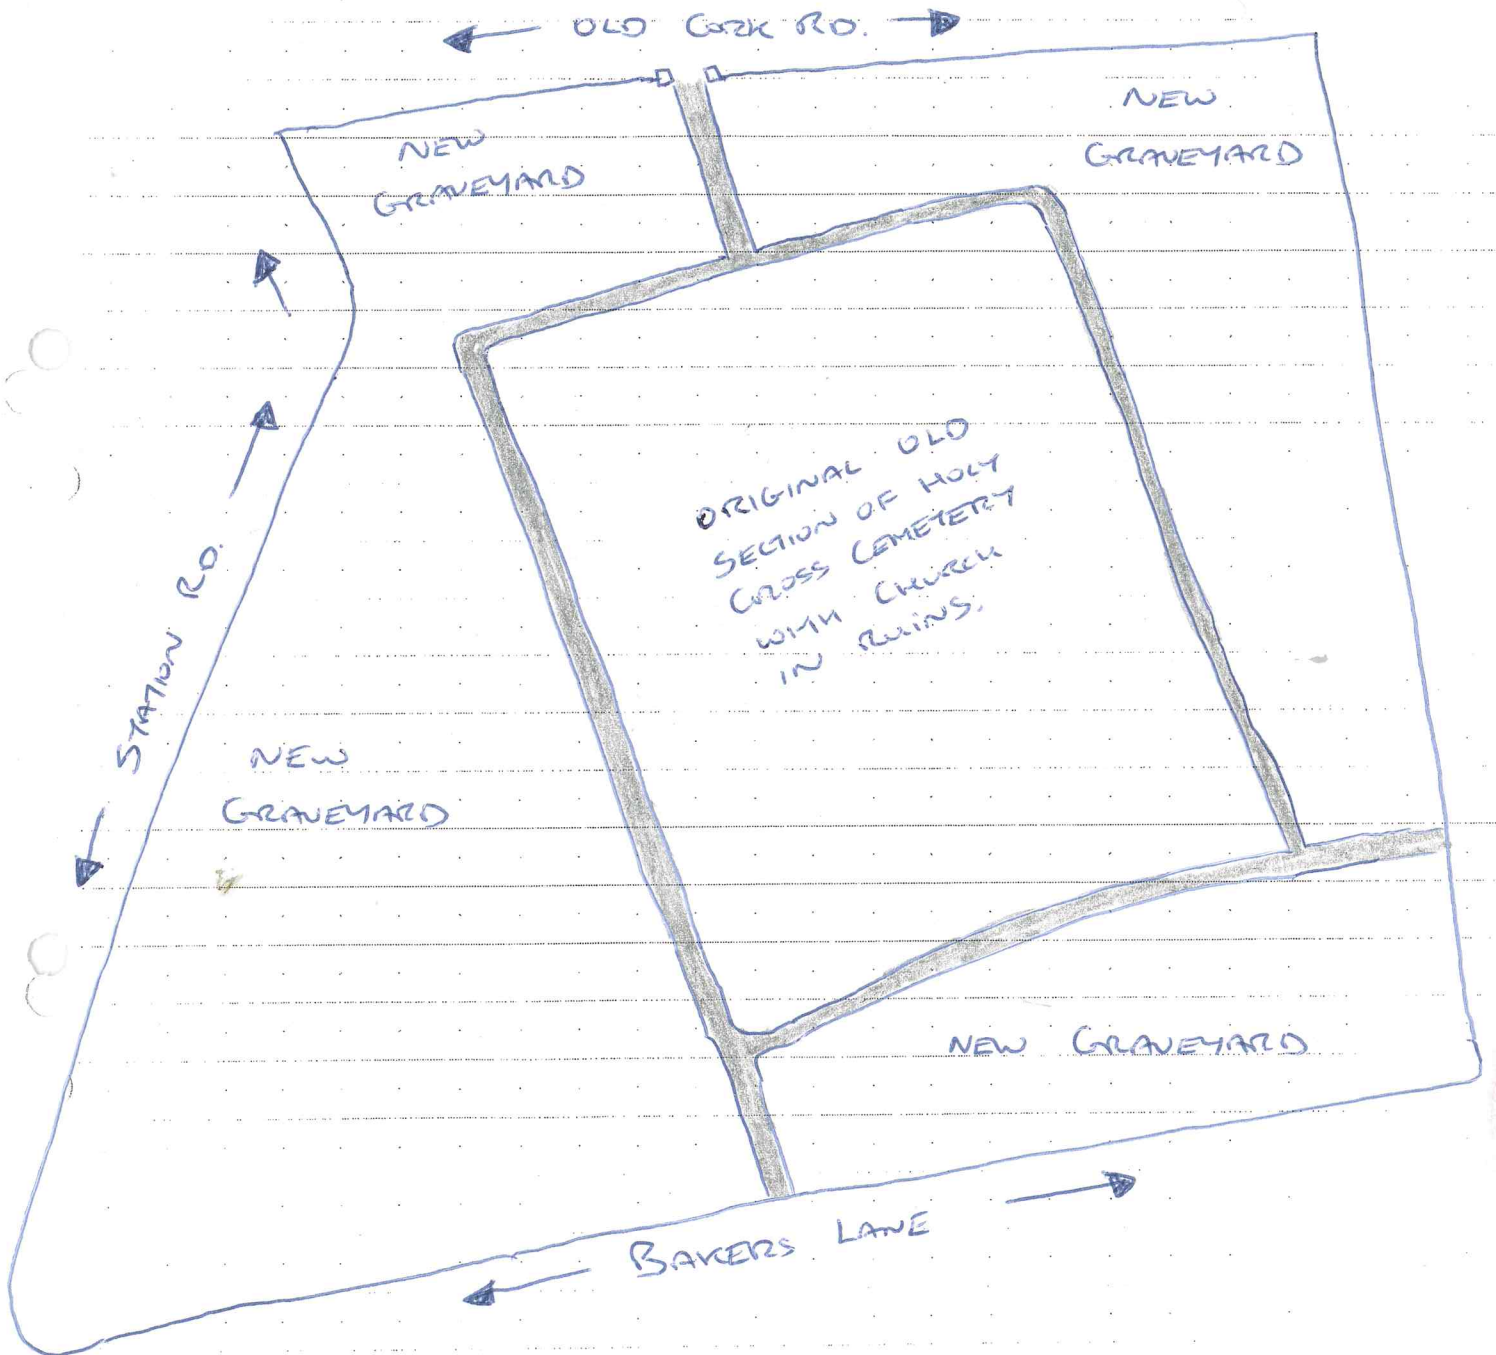 OLD CORK RD.
NEW
GRAVEYARD
NEW
GRAVEYARD
STATION RD.
ORIGINAL OLD
SECTION OF HOLY
CROSS CEMETERY
WITH CHURCH
IN RUINS.
NEW
GRAVEYARD
NEW GRAVEYARD
BAKERS LANE